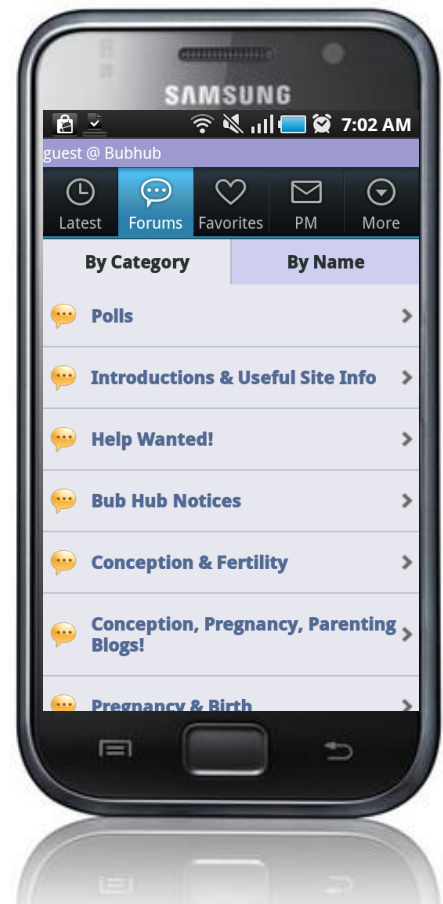 SAMSUNG
7:02 AM
guest @ Bubhub
Latest
Forums
Favorites
PM
More
By Category
By Name
Polls
Introductions & Useful Site Info
Help Wanted!
Bub Hub Notices
Conception & Fertility
Conception, Pregnancy, Parenting
Blogs!
Pregnancy & Birth